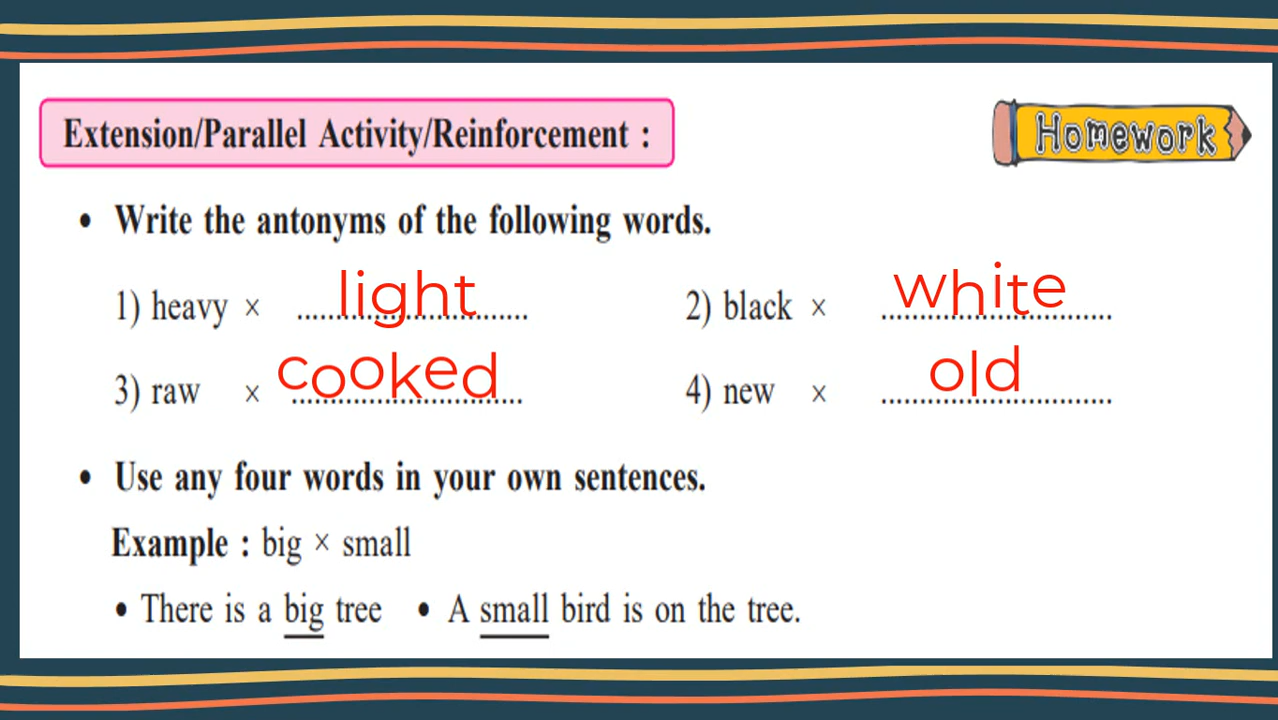 Extension/Parallel Activity/Reinforcement :
Homework
• Write the antonyms of the following words.
1) heavy × light 2) black × white
3) raw × cooked 4) new × old
• Use any four words in your own sentences.
Example : big × small
• There is a big tree • A small bird is on the tree.